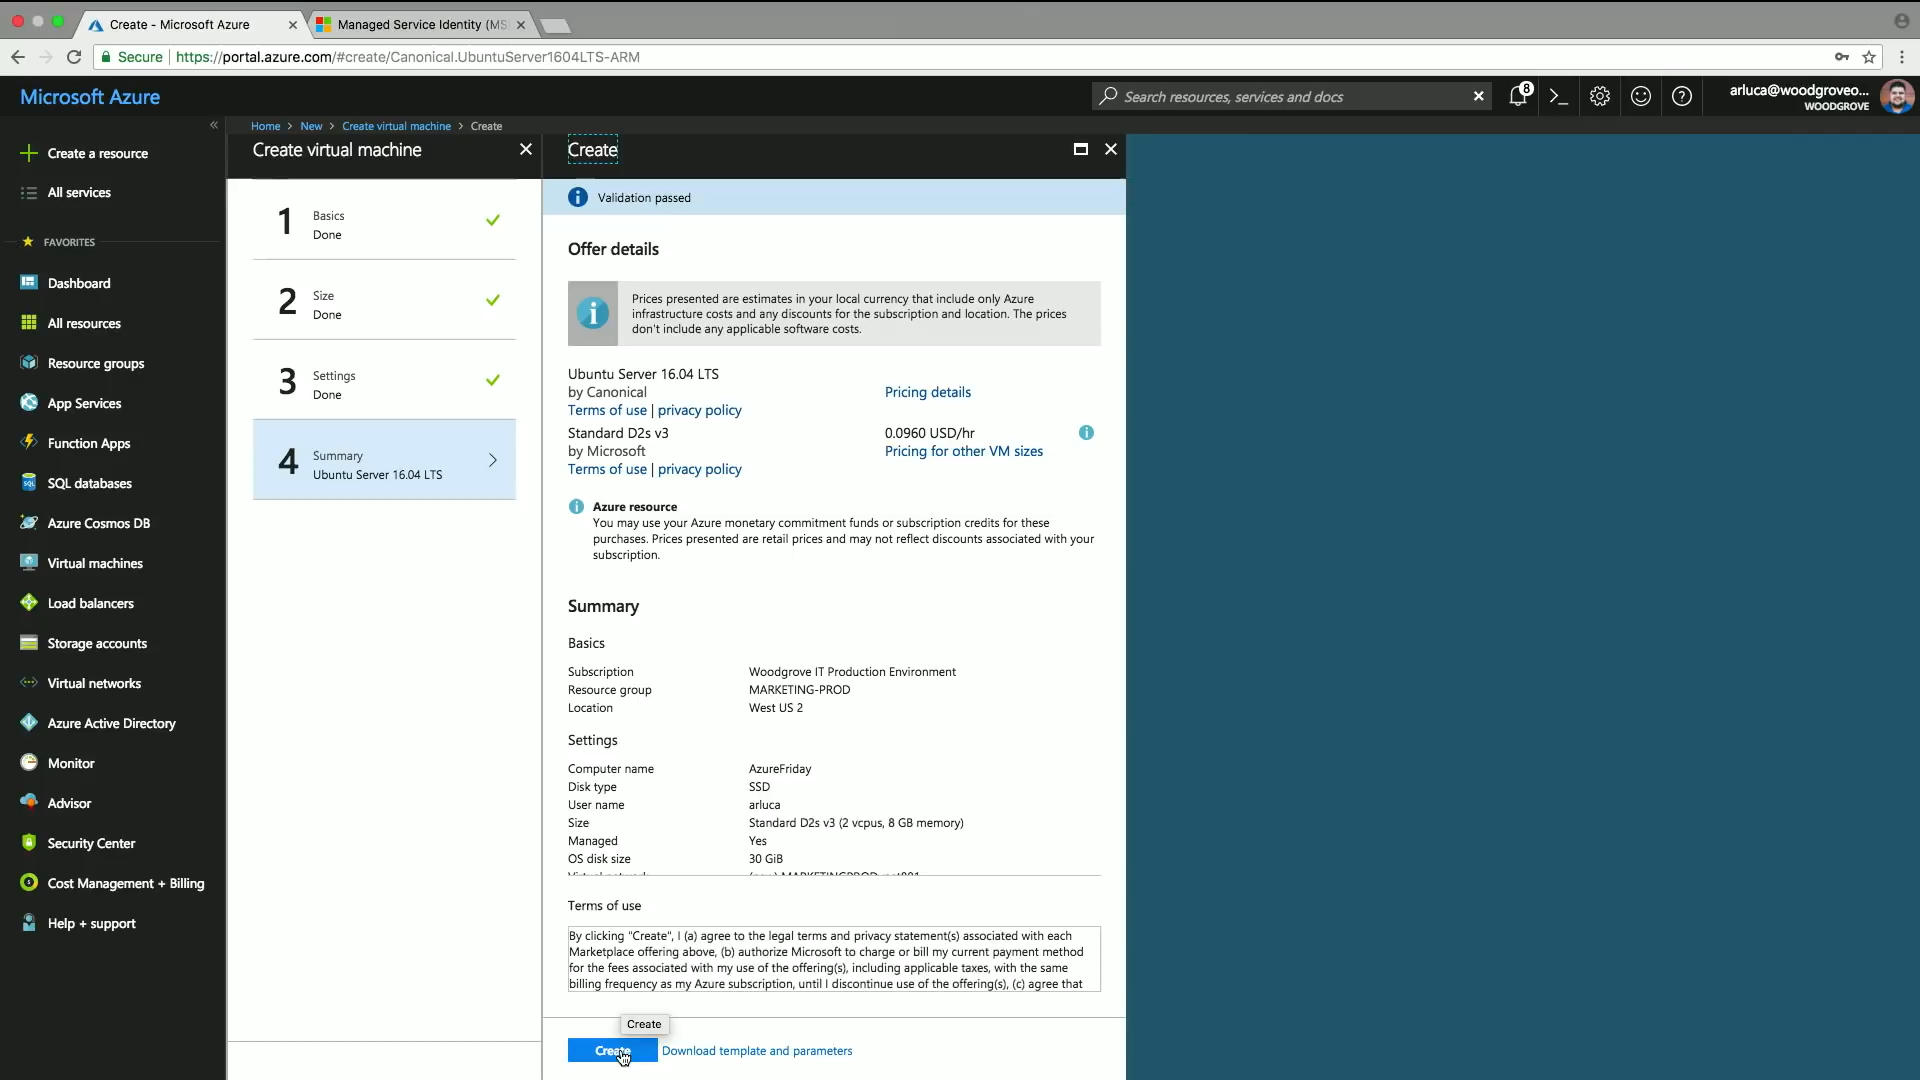 Create - Microsoft Azure
Managed Service Identity (MS
Secure
https://portal.azure.com/#create/Canonical.UbuntuServer1604LTS-ARM
Microsoft Azure
Search resources, services and docs
8
arluca@woodgroveo...
WOODGROVE
Home > New > Create virtual machine > Create
Create a resource
All services
FAVORITES
Dashboard
All resources
Resource groups
App Services
Function Apps
SQL databases
Azure Cosmos DB
Virtual machines
Load balancers
Storage accounts
Virtual networks
Azure Active Directory
Monitor
Advisor
Security Center
Cost Management + Billing
Help + support
Create virtual machine
1 Basics
Done
2 Size
Done
3 Settings
Done
4 Summary
Ubuntu Server 16.04 LTS
Create
Validation passed
Offer details
Prices presented are estimates in your local currency that include only Azure
infrastructure costs and any discounts for the subscription and location. The prices
don't include any applicable software costs.
Ubuntu Server 16.04 LTS
by Canonical Pricing details
Terms of use | privacy policy
Standard D2s v3 0.0960 USD/hr
by Microsoft Pricing for other VM sizes
Terms of use | privacy policy
Azure resource
You may use your Azure monetary commitment funds or subscription credits for these
purchases. Prices presented are retail prices and may not reflect discounts associated with your
subscription.
Summary
Basics
Subscription Woodgrove IT Production Environment
Resource group MARKETING-PROD
Location West US 2
Settings
Computer name AzureFriday
Disk type SSD
User name arluca
Size Standard D2s v3 (2 vcpus, 8 GB memory)
Managed Yes
OS disk size 30 GiB
Terms of use
By clicking "Create", I (a) agree to the legal terms and privacy statement(s) associated with each
Marketplace offering above, (b) authorize Microsoft to charge or bill my current payment method
for the fees associated with my use of the offering(s), including applicable taxes, with the same
billing frequency as my Azure subscription, until I discontinue use of the offering(s), (c) agree that
Create
Create
Download template and parameters